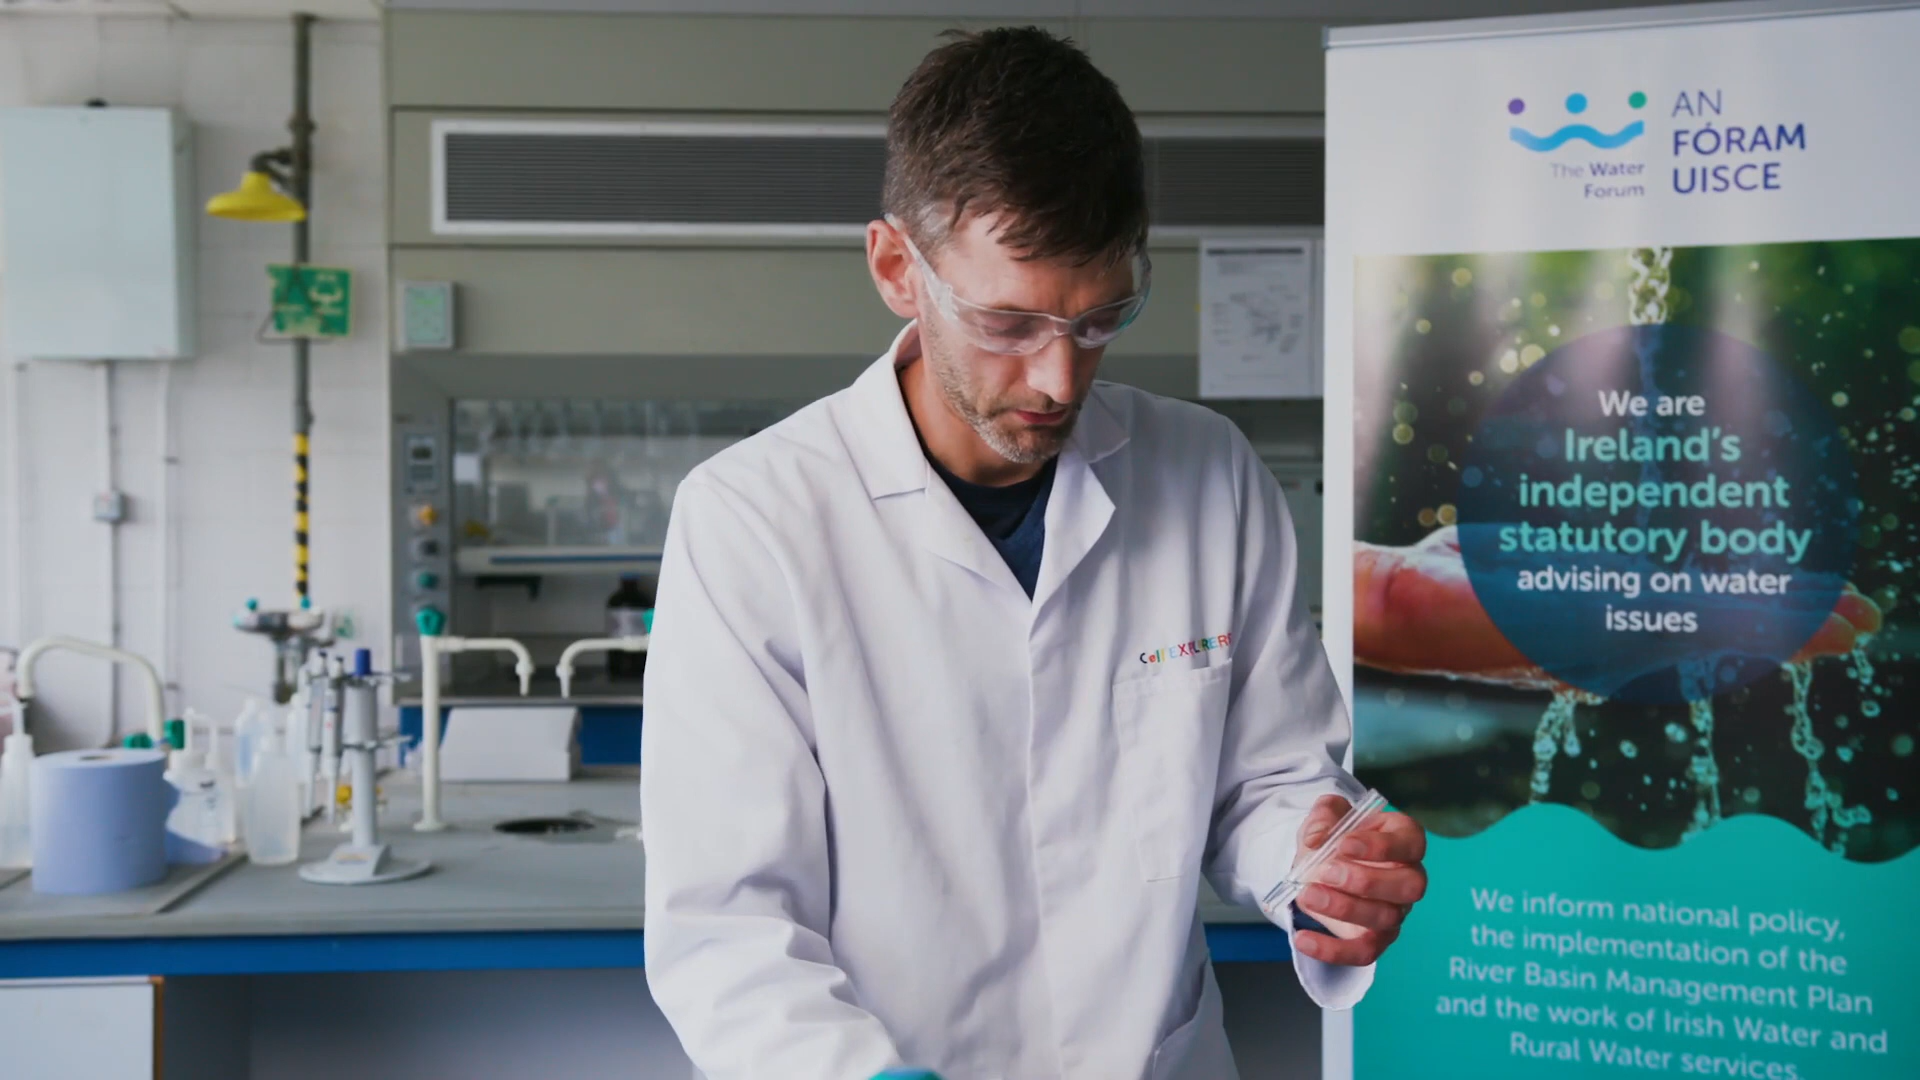 AN
FÓRAM
UISCE
The Water
Forum
We are
Ireland's
independent
statutory body
advising on water
issues
Cell EXPLORERS
We inform national policy,
the implementation of the
River Basin Management Plan
and the work of Irish Water and
Rural Water services.